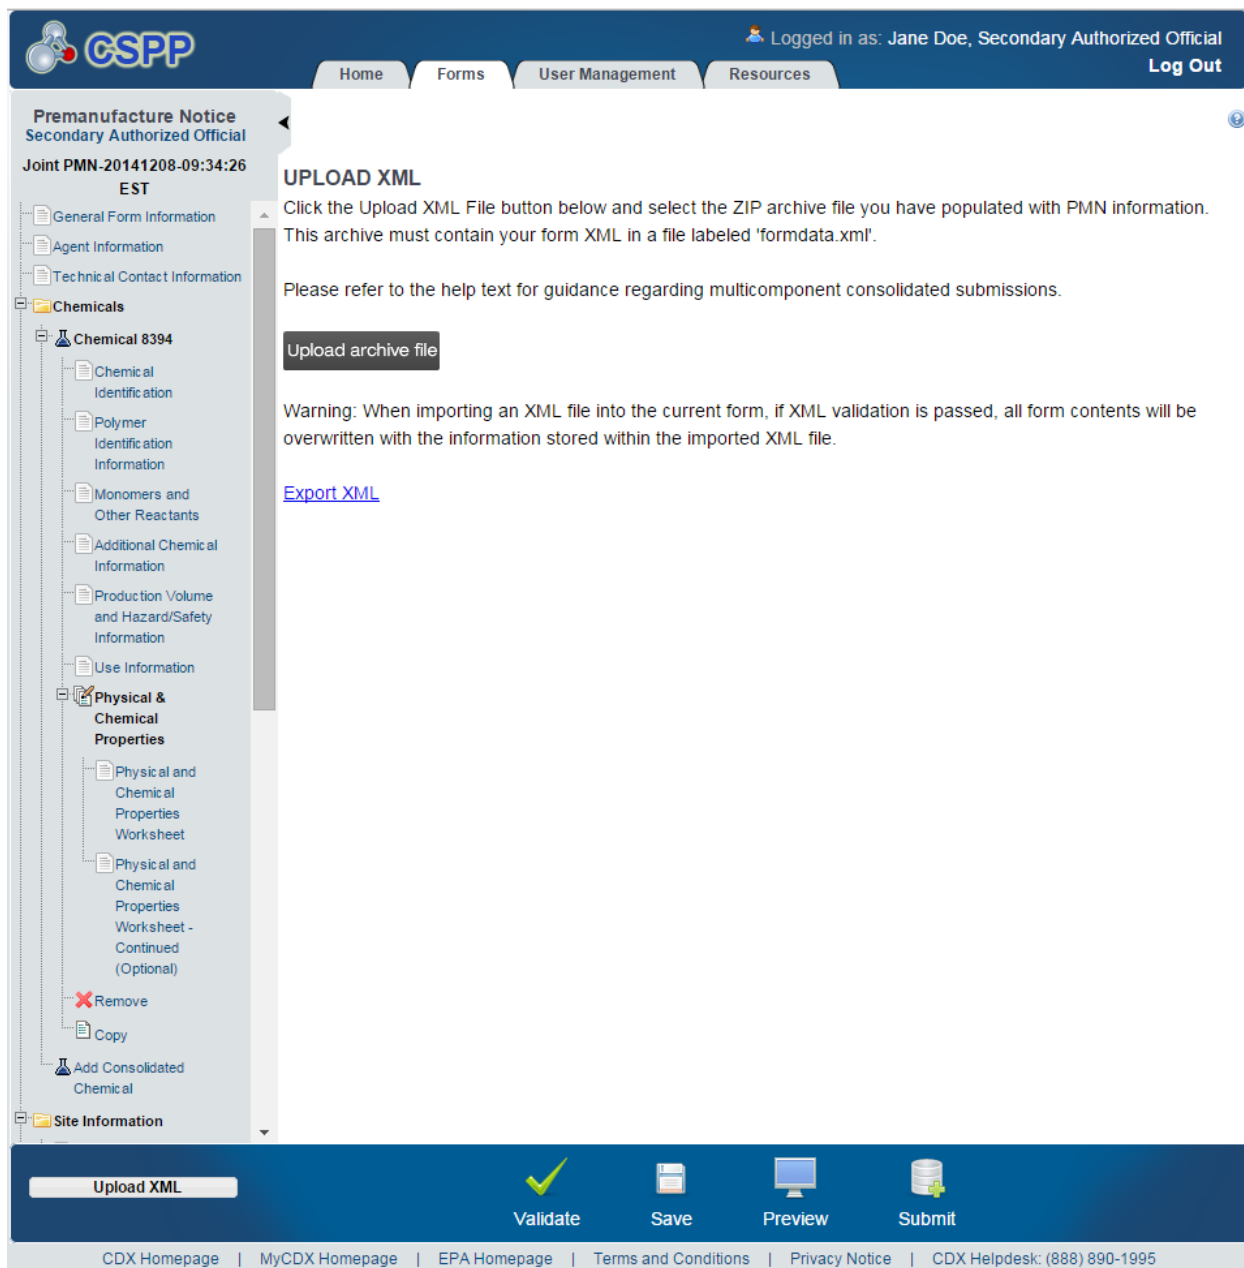 CSPP
Logged in as: Jane Doe, Secondary Authorized Official
Log Out
Home
Forms
User Management
Resources
Premanufacture Notice
Secondary Authorized Official
Joint PMN-20141208-09:34:26
EST
General Form Information
Agent Information
Technical Contact Information
Chemicals
Chemical 8394
Chemical
Identification
Polymer
Identification
Information
Monomers and
Other Reactants
Additional Chemical
Information
Production Volume
and Hazard/Safety
Information
Use Information
Physical &
Chemical
Properties
Physical and
Chemical
Properties
Worksheet
Physical and
Chemical
Properties
Worksheet -
Continued
(Optional)
Remove
Copy
Add Consolidated
Chemical
Site Information
UPLOAD XML
Click the Upload XML File button below and select the ZIP archive file you have populated with PMN information.
This archive must contain your form XML in a file labeled 'formdata.xml'.
Please refer to the help text for guidance regarding multicomponent consolidated submissions.
Upload archive file
Warning: When importing an XML file into the current form, if XML validation is passed, all form contents will be
overwritten with the information stored within the imported XML file.
Export XML
Upload XML
Validate
Save
Preview
Submit
CDX Homepage | MyCDX Homepage | EPA Homepage | Terms and Conditions | Privacy Notice | CDX Helpdesk: (888) 890-1995